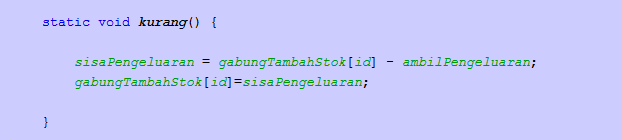 static void kurang() {
sisaPengeluaran = gabungTambahStok[id] - ambilPengeluaran;
gabungTambahStok[id]=sisaPengeluaran;
}